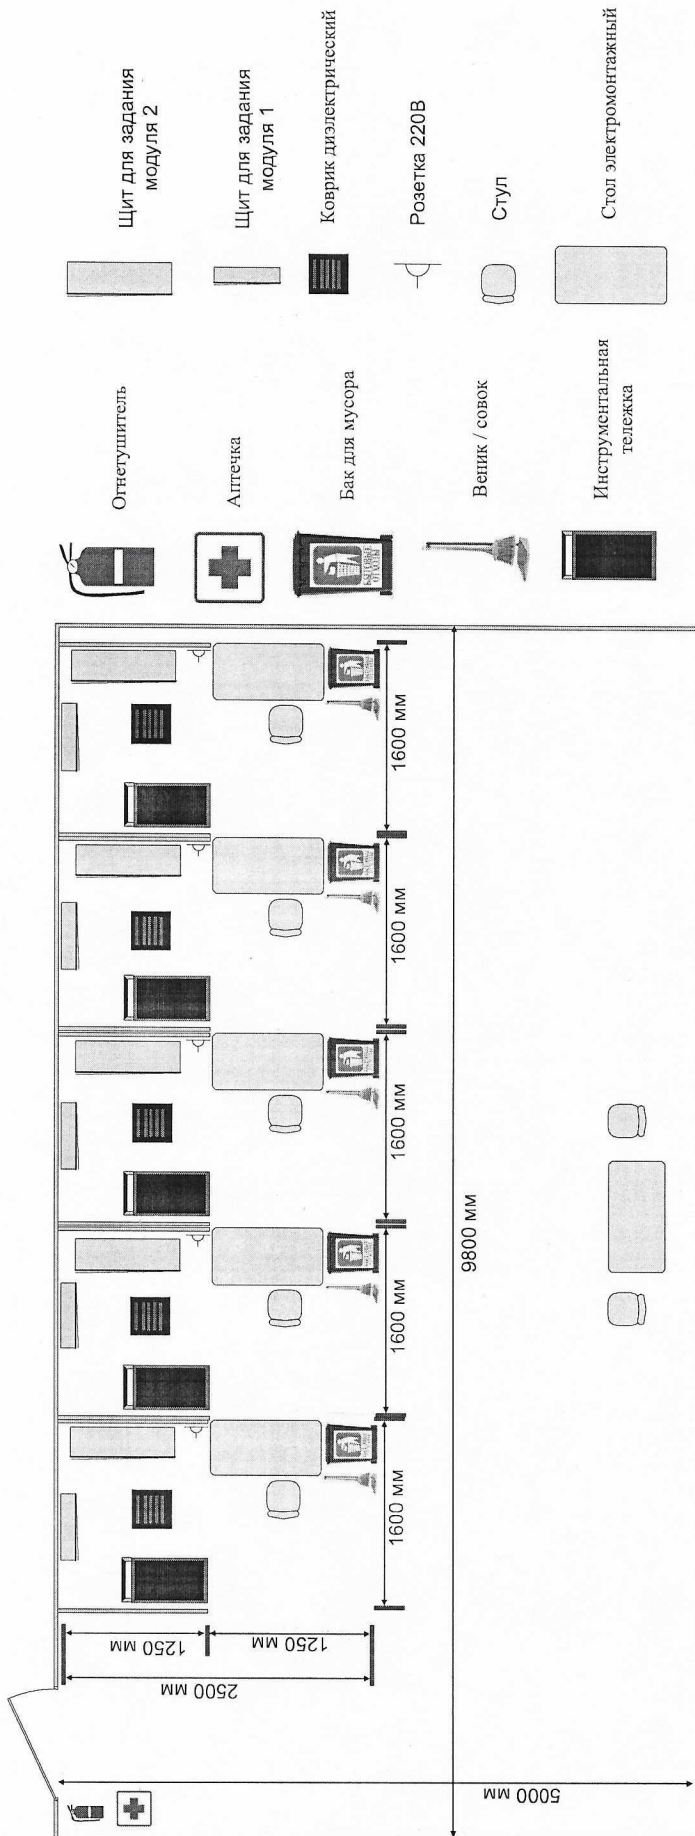 2500 мм
1250 мм
1250 мм
5000 мм
1600 мм
1600 мм
1600 мм
1600 мм
1600 мм
9800 мм
Огнетушитель
Аптечка
БЫТОВЫЕ
ОТХОДЫ
Бак для мусора
Веник / совок
Инструментальная
тележка
Щит для задания
модуля 2
Щит для задания
модуля 1
Коврик диэлектрический
Розетка 220В
Стул
Стол электромонтажный